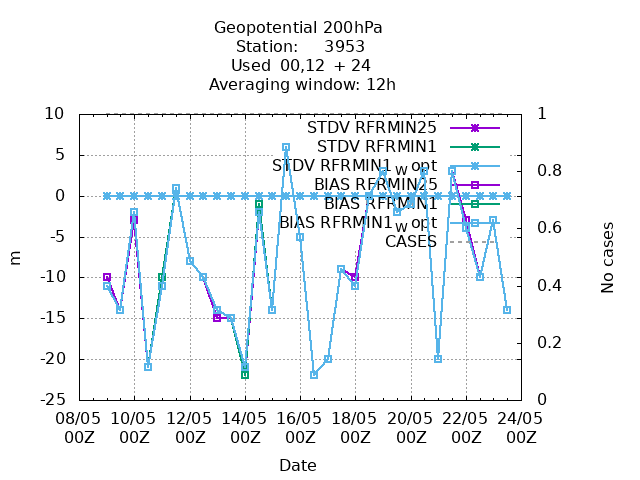 Geopotential 200hPa
Station: 3953
Used 00,12 + 24
Averaging window: 12h
10 1
STDV RFRMIN25
STDV RFRMIN1
5
STDV RFRMIN1w opt
0.8
BIAS RFRMIN25
0
BIAS RFRMIN1
BIAS RFRMIN1w opt
0.6
-5
CASES
m
No cases
-10
0.4
-15
-20
0.2
-25 0
08/05 10/05 12/05 14/05 16/05 18/05 20/05 22/05 24/05
00Z 00Z 00Z 00Z 00Z 00Z 00Z 00Z 00Z
Date